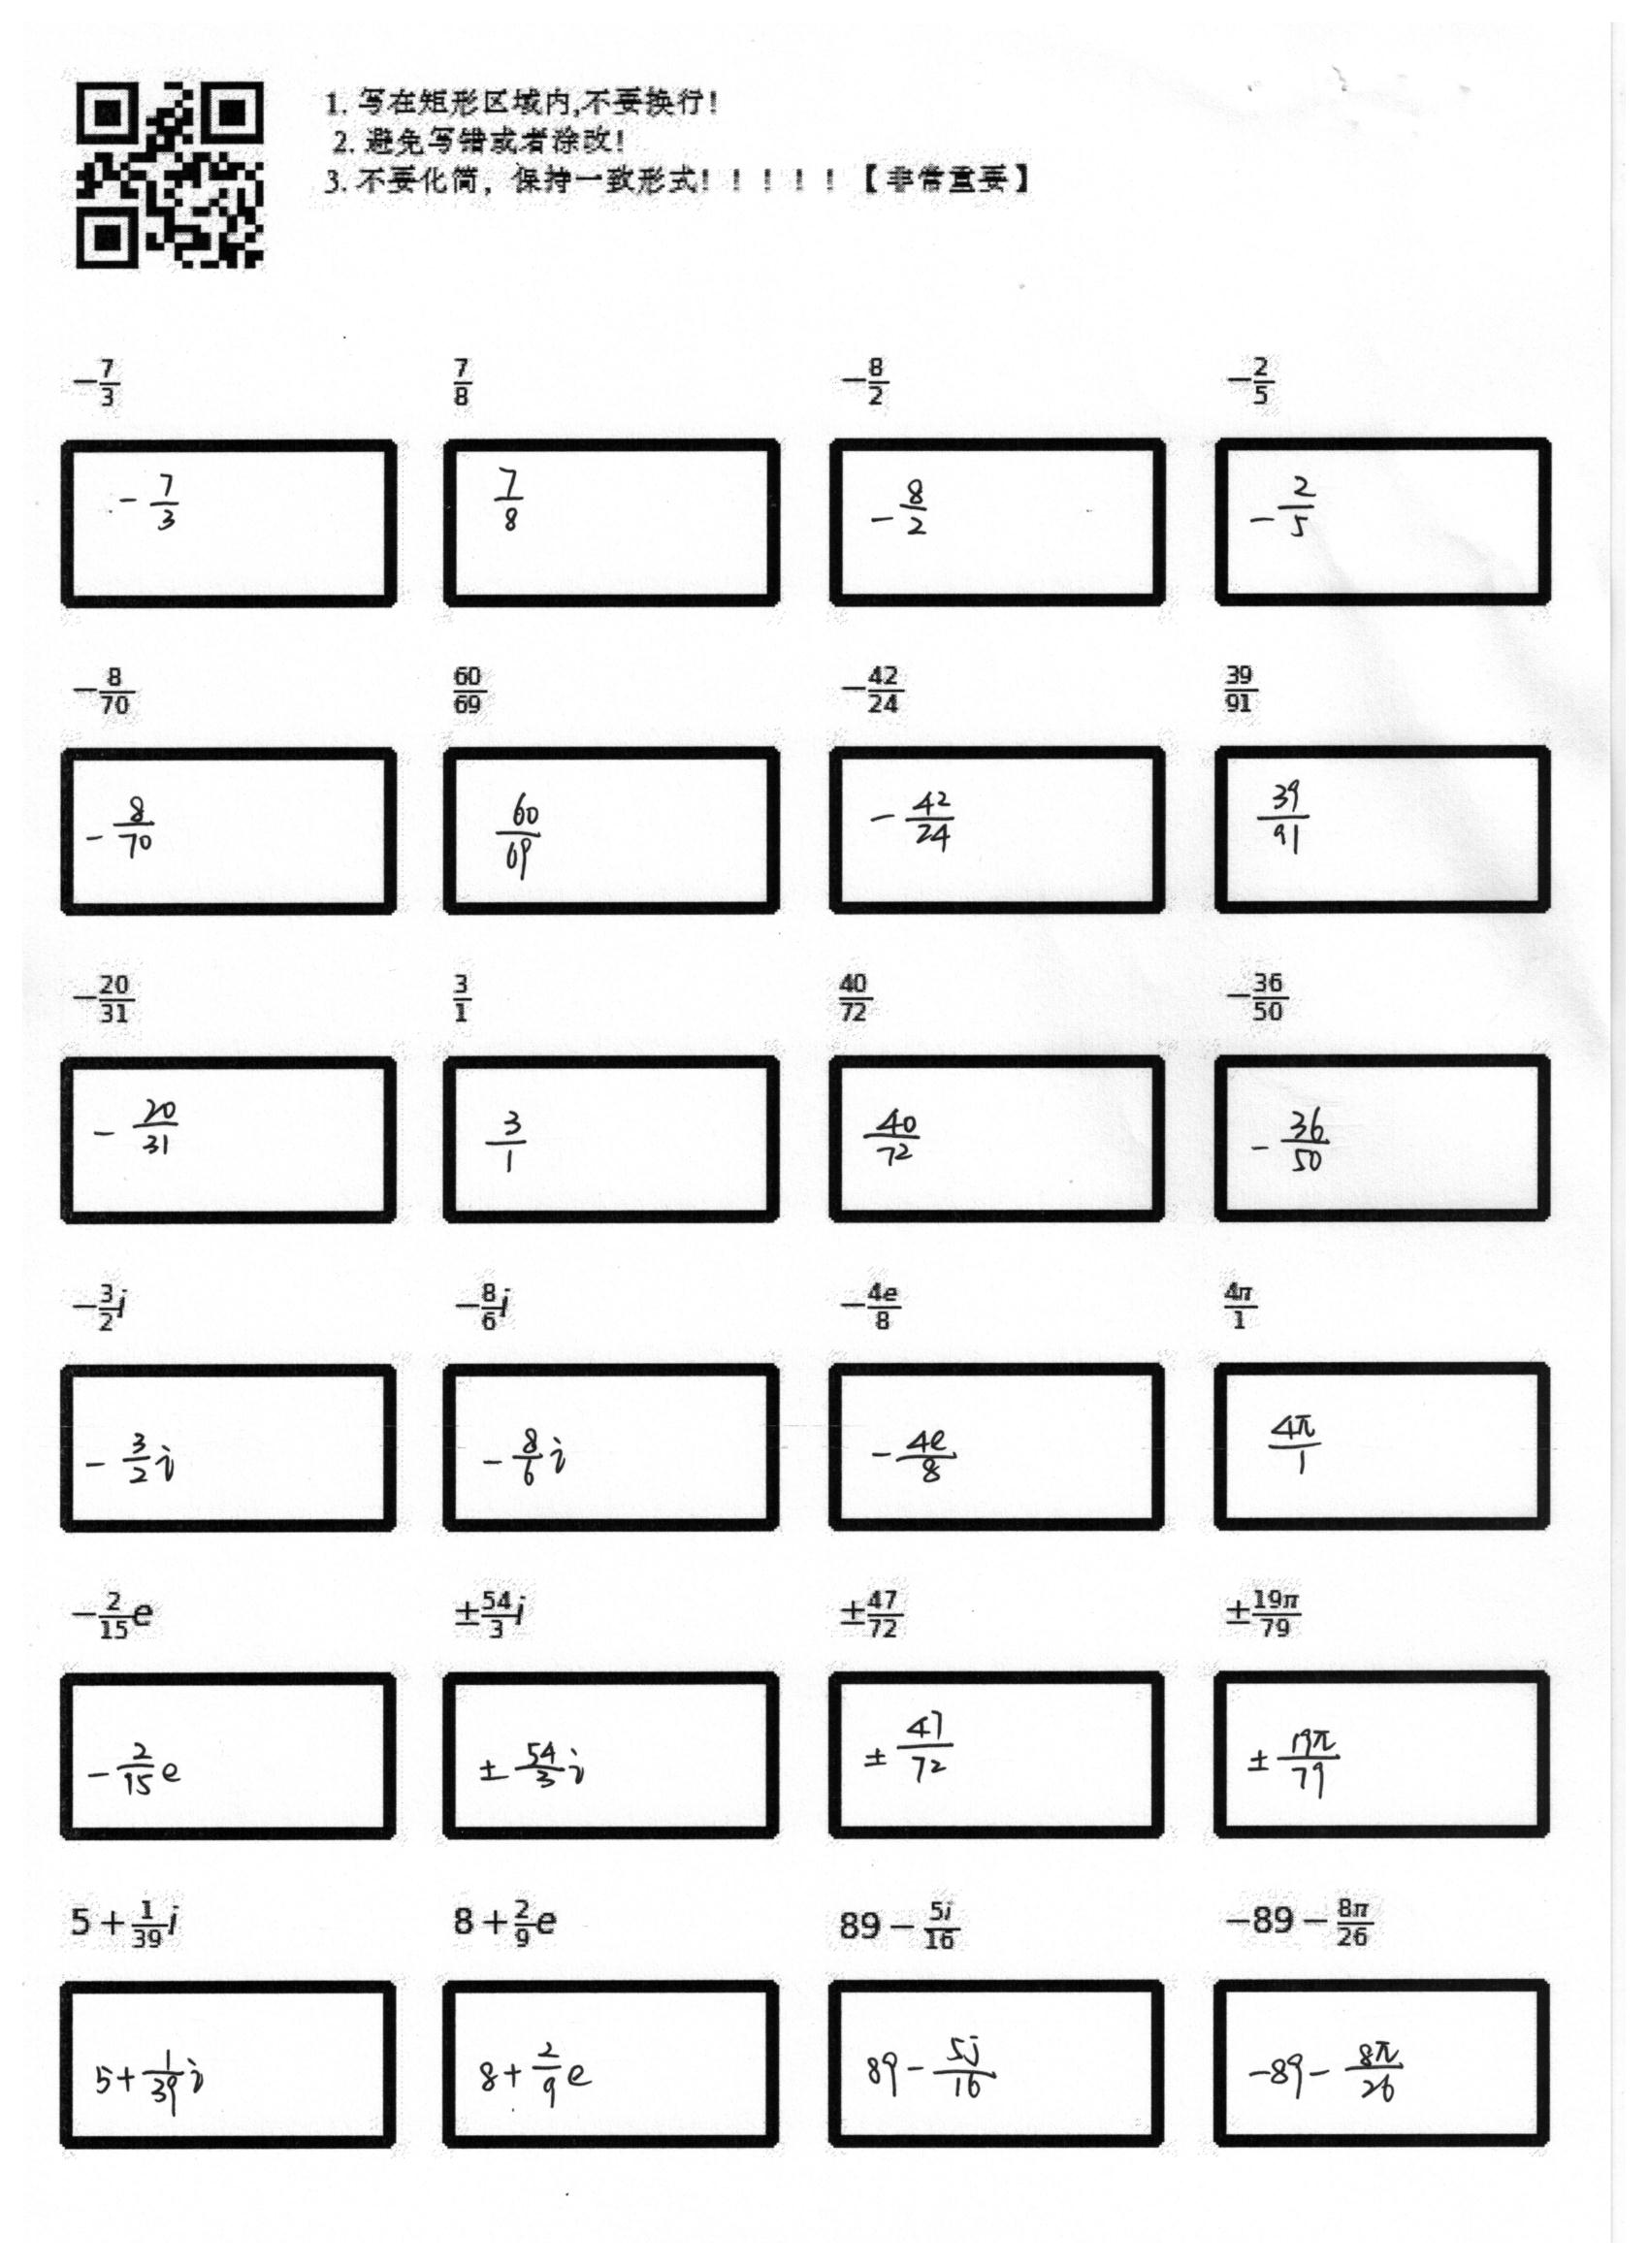 1. 写在矩形区域内,不要换行!
2. 避免写错或者涂改!
3. 不要化简，保持一致形式！！！！！【非常重要】
$-\frac{7}{3}$ $\frac{7}{8}$ $-\frac{8}{2}$ $-\frac{2}{5}$
$-\frac{7}{3}$ $\frac{7}{8}$ $-\frac{8}{2}$ $-\frac{2}{5}$
$-\frac{8}{70}$ $\frac{60}{69}$ $-\frac{42}{24}$ $\frac{39}{91}$
$-\frac{8}{70}$ $\frac{60}{69}$ $-\frac{42}{24}$ $\frac{39}{91}$
$-\frac{20}{31}$ $\frac{3}{1}$ $\frac{40}{72}$ $-\frac{36}{50}$
$-\frac{20}{31}$ $\frac{3}{1}$ $\frac{40}{72}$ $-\frac{36}{50}$
$-\frac{3}{2}i$ $-\frac{8}{6}i$ $-\frac{4e}{8}$ $\frac{4\pi}{1}$
$-\frac{3}{2}i$ $-\frac{8}{6}i$ $-\frac{4e}{8}$ $\frac{4\pi}{1}$
$-\frac{2}{15}e$ $\pm\frac{54}{3}i$ $\pm\frac{47}{72}$ $\pm\frac{19\pi}{79}$
$-\frac{2}{15}e$ $\pm\frac{54}{3}i$ $\pm\frac{47}{72}$ $\pm\frac{19\pi}{79}$
$5+\frac{1}{39}i$ $8+\frac{2}{9}e$ $89-\frac{5i}{16}$ $-89-\frac{8\pi}{26}$
$5+\frac{1}{39}i$ $8+\frac{2}{9}e$ $89-\frac{5j}{16}$ $-89-\frac{8\pi}{26}$